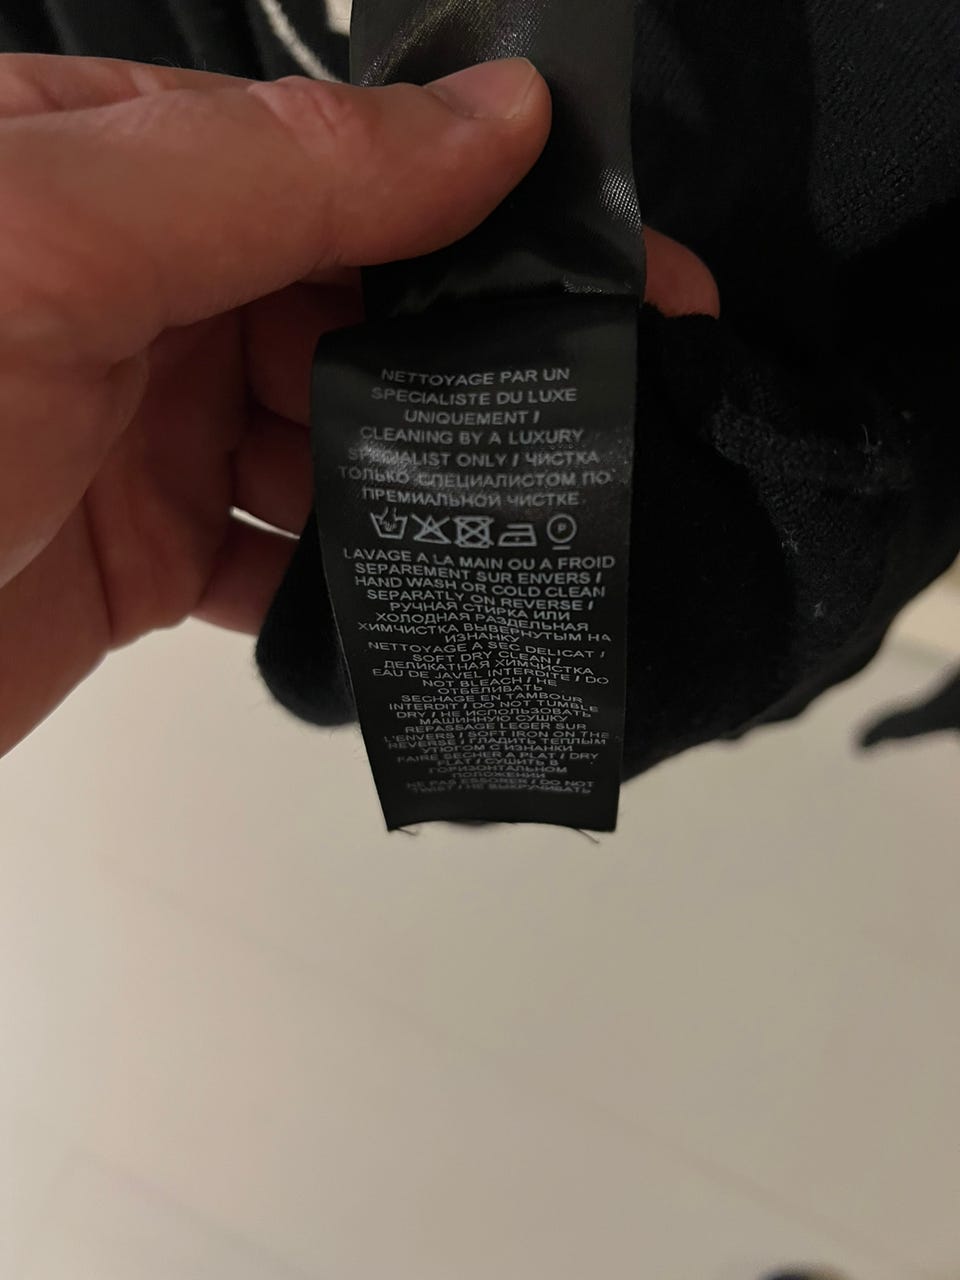 NETTOYAGE PAR UN
SPECIALISTE DU LUXE
UNIQUEMENT /
CLEANING BY A LUXURY
SPECIALIST ONLY / ЧИСТКА
ТОЛЬКО СПЕЦИАЛИСТОМ ПО
ПРЕМИАЛЬНОЙ ЧИСТКЕ
P
LAVAGE A LA MAIN OU A FROID
SEPAREMENT SUR ENVERS /
HAND WASH OR COLD CLEAN
SEPARATLY ON REVERSE /
РУЧНАЯ СТИРКА ИЛИ
ХОЛОДНАЯ РАЗДЕЛЬНАЯ
ХИМЧИСТКА ВЫВЕРНУТЫМ НА
ИЗНАНКУ
NETTOYAGE A SEC DELICAT /
SOFT DRY CLEAN /
ДЕЛИКАТНАЯ ХИМЧИСТКА
EAU DE JAVEL INTERDITE / DO
NOT BLEACH / НЕ
ОТБЕЛИВАТЬ
SECHAGE EN TAMBOUR
INTERDIT / DO NOT TUMBLE
DRY / НЕ ИСПОЛЬЗОВАТЬ
МАШИННУЮ СУШКУ
REPASSAGE LEGER SUR
L'ENVERS / SOFT IRON ON THE
REVERSE / ГЛАДИТЬ ТЕПЛЫМ
УТЮГОМ С ИЗНАНКИ
FAIRE SECHER A PLAT / DRY
FLAT / СУШИТЬ В
ГОРИЗОНТАЛЬНОМ
ПОЛОЖЕНИИ
NE PAS ESSORER / DO NOT
TWIST / НЕ ВЫКРУЧИВАТЬ